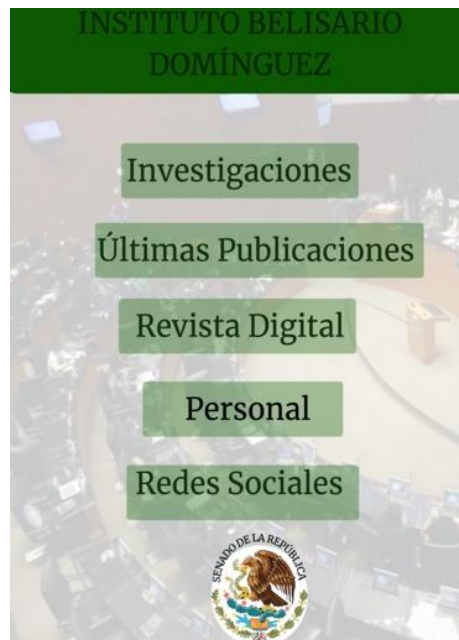 INSTITUTO BELISARIO
DOMÍNGUEZ
Investigaciones
Últimas Publicaciones
Revista Digital
Personal
Redes Sociales
SENADO DE LA REPÚBLICA